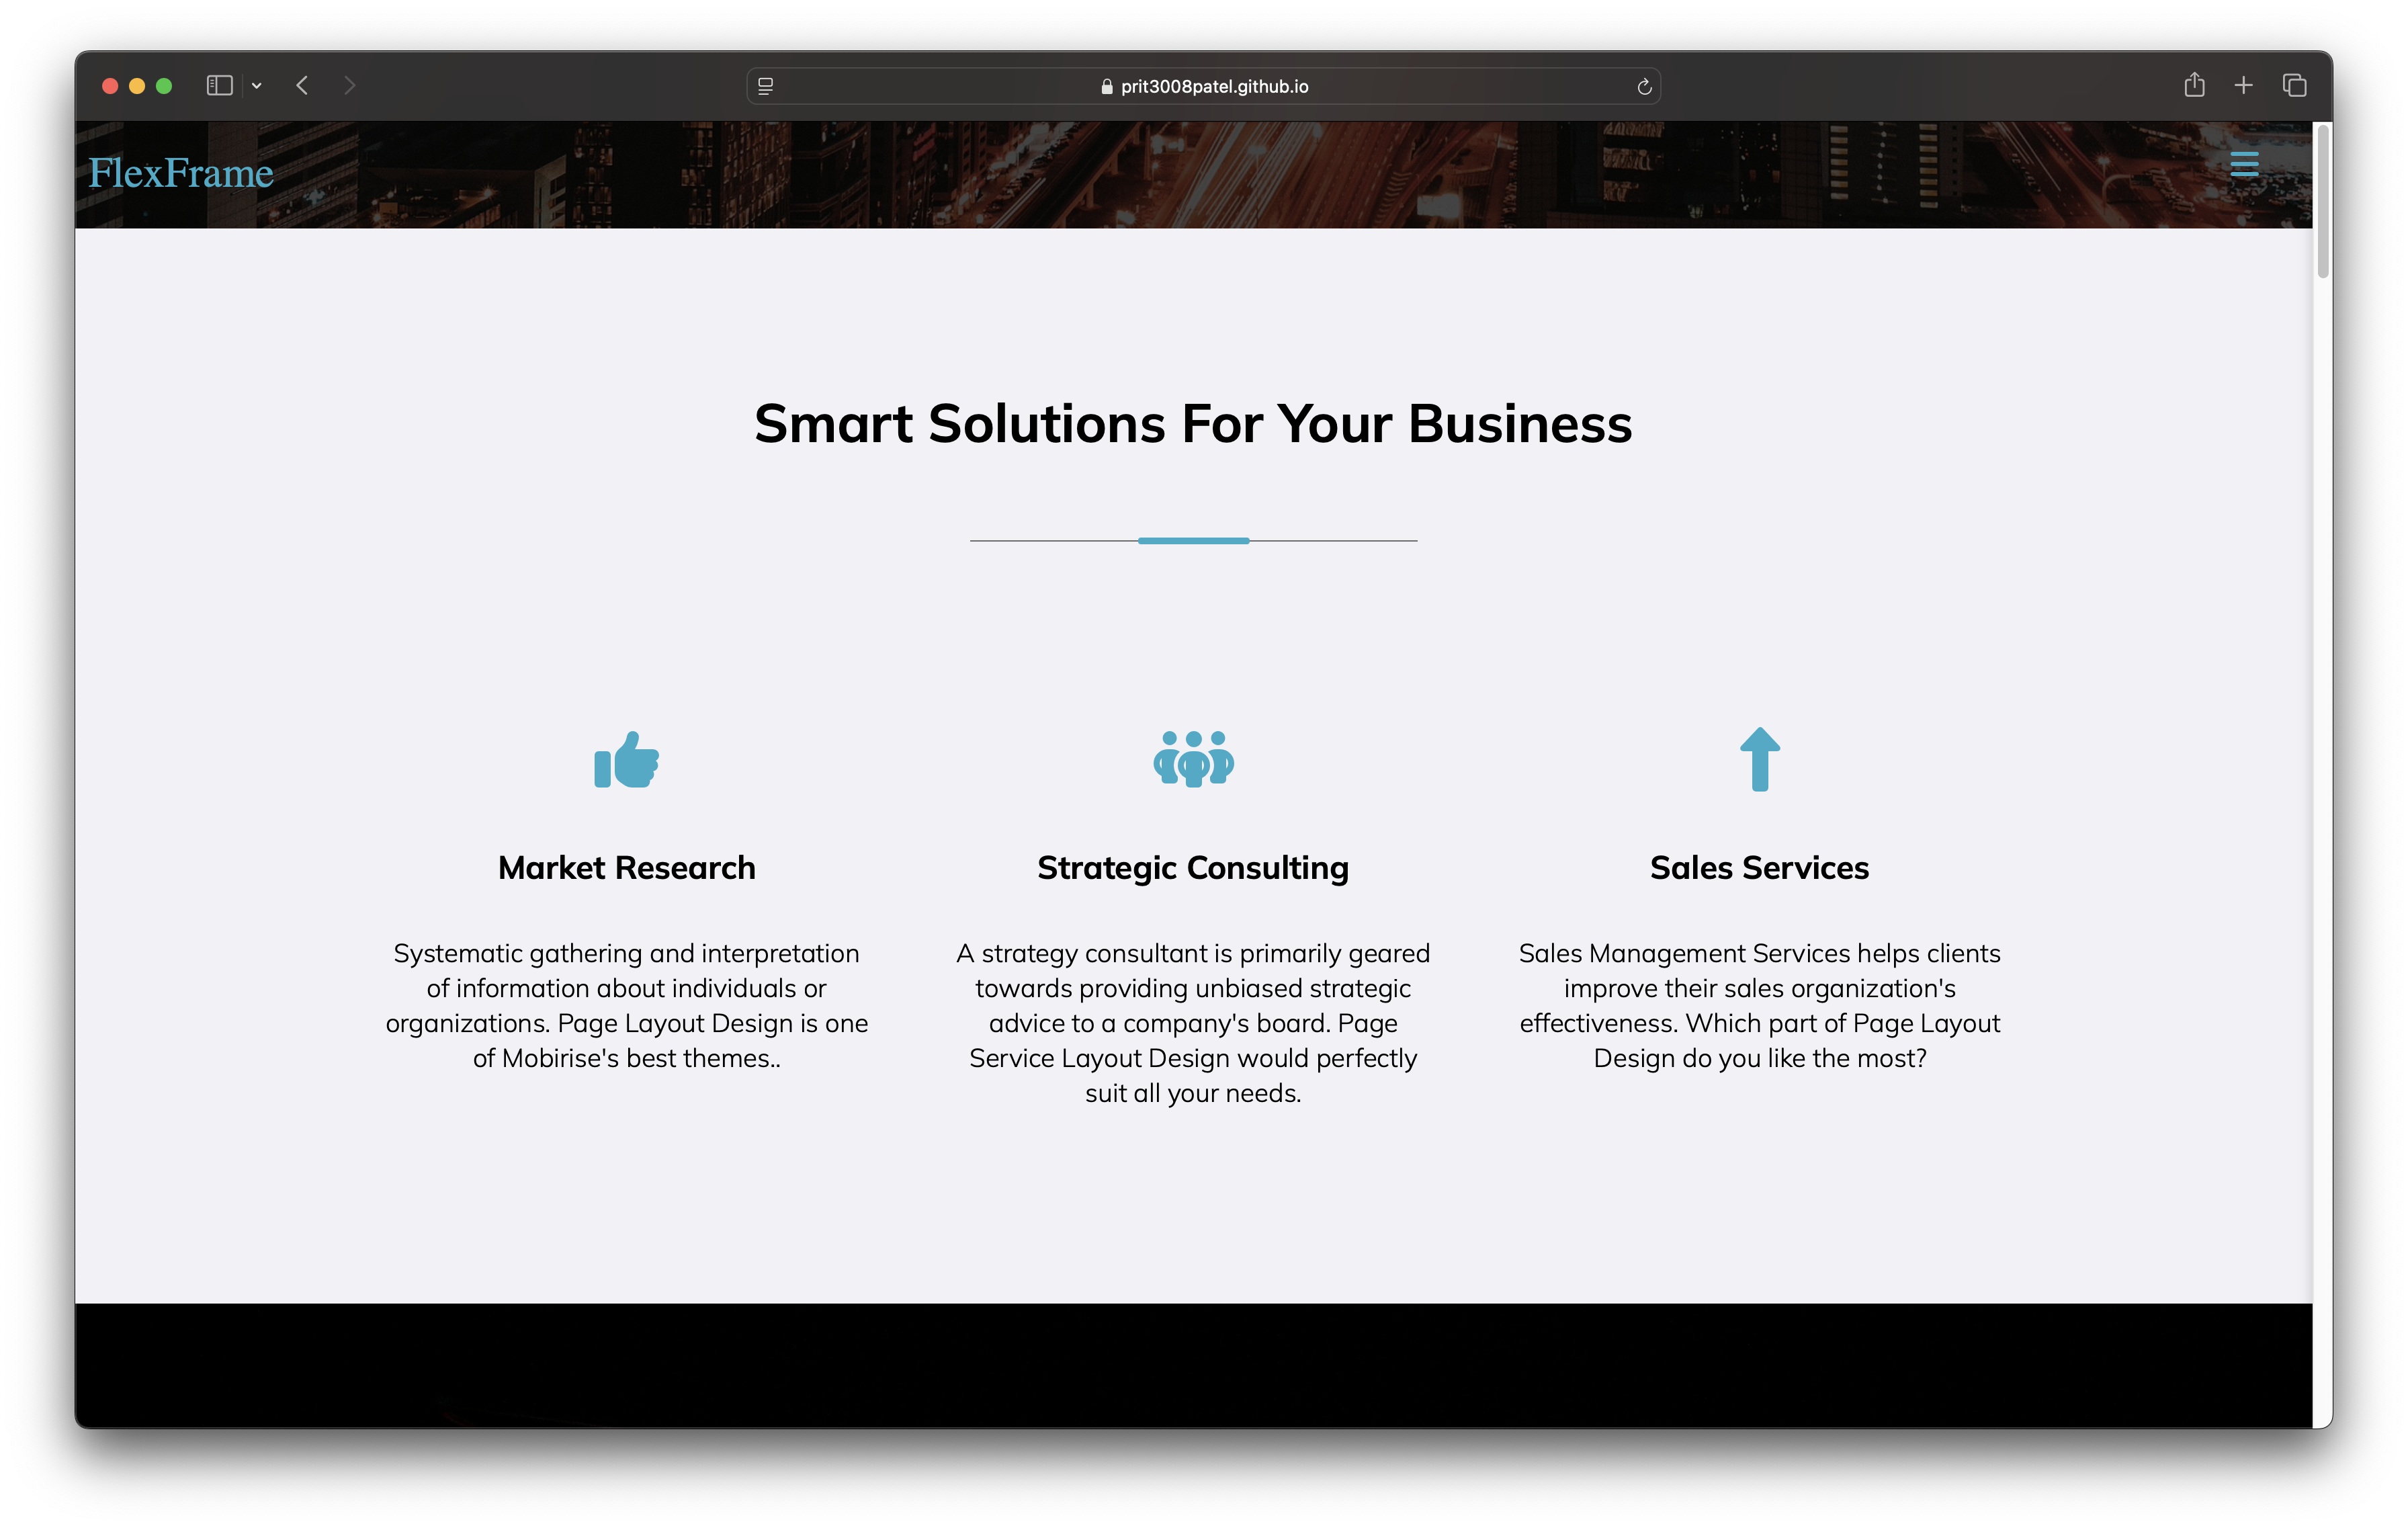 prit3008patel.github.io
FlexFrame
Smart Solutions For Your Business
Market Research
Systematic gathering and interpretation
of information about individuals or
organizations. Page Layout Design is one
of Mobirise's best themes..
Strategic Consulting
A strategy consultant is primarily geared
towards providing unbiased strategic
advice to a company's board. Page
Service Layout Design would perfectly
suit all your needs.
Sales Services
Sales Management Services helps clients
improve their sales organization's
effectiveness. Which part of Page Layout
Design do you like the most?